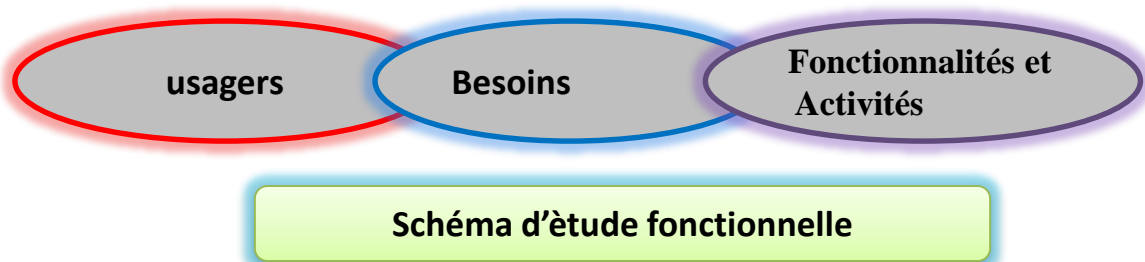 usagers
Besoins
Fonctionnalités et
Activités
Schéma d'ètude fonctionnelle